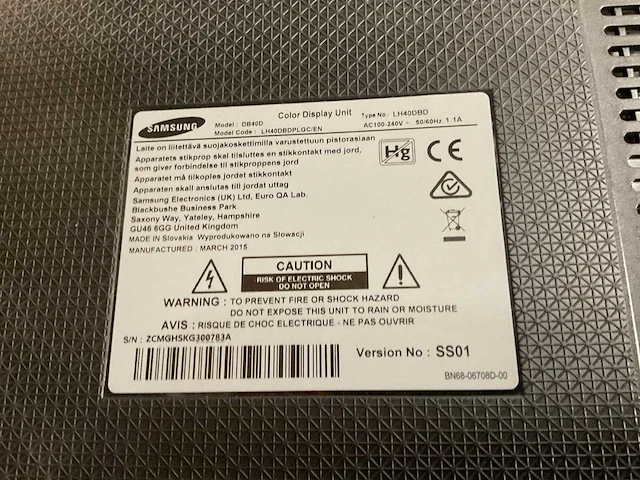 SAMSUNG
Color Display Unit
Model : DB40D
Type No : LH40DBD
Model Code : LH40DBDPLGC/EN
AC100-240V ~ 50/60Hz 1.1A
Laite on liitettävä suojakoskettimilla varustettuun pistorasiaan
Apparatets stikprop skal tilsluttes en stikkontakt med jord,
som giver forbindelse til stikproppens jord
Apparatet må tilkoples jordet stikkontakt
Apparaten skall anslutas till jordat uttag
Samsung Electronics (UK) Ltd, Euro QA Lab.
Blackbushe Business Park
Saxony Way, Yateley, Hampshire
GU46 6GG United Kingdom
MADE IN Slovakia Wyprodukowano na Slowacji
MANUFACTURED : MARCH 2015
Hg
CE
CAUTION
RISK OF ELECTRIC SHOCK
DO NOT OPEN
WARNING : TO PREVENT FIRE OR SHOCK HAZARD
DO NOT EXPOSE THIS UNIT TO RAIN OR MOISTURE
AVIS : RISQUE DE CHOC ELECTRIQUE - NE PAS OUVRIR
S/N : ZCMGH5KG300783A
Version No : SS01
BN68-06708D-00